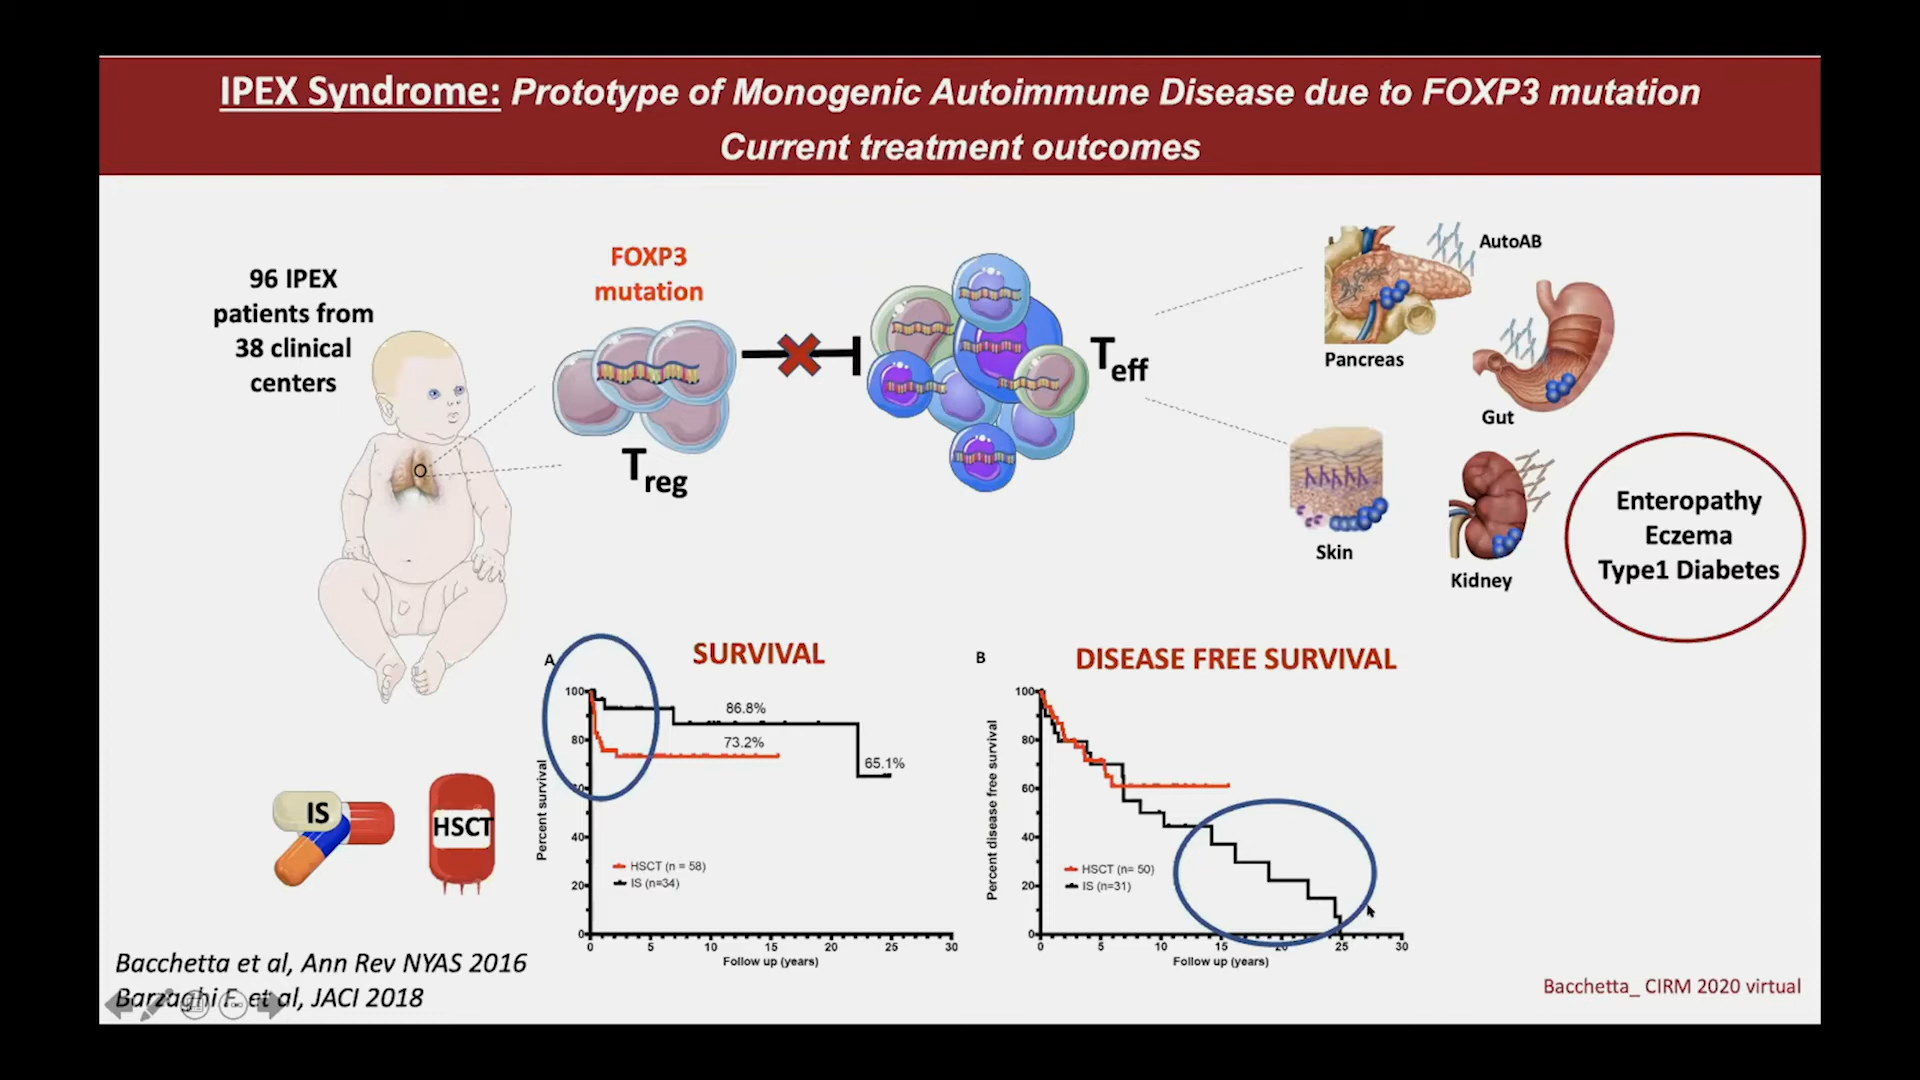 IPEX Syndrome: Prototype of Monogenic Autoimmune Disease due to FOXP3 mutation
Current treatment outcomes
96 IPEX
patients from
38 clinical
centers
FOXP3
mutation
Treg
Teff
AutoAB
Pancreas
Gut
Skin
Kidney
Enteropathy
Eczema
Type1 Diabetes
IS
HSCT
A
SURVIVAL
100
80
60
40
20
0
Percent survival
86.8%
73.2%
65.1%
HSCT (n = 58)
IS (n=34)
0 5 10 15 20 25 30
Follow up (years)
B
DISEASE FREE SURVIVAL
100
80
60
40
20
0
Percent disease free survival
HSCT (n= 50)
IS (n=31)
0 5 10 15 20 25 30
Follow up (years)
Bacchetta et al, Ann Rev NYAS 2016
Barzaghi F. et al, JACI 2018
Bacchetta_ CIRM 2020 virtual